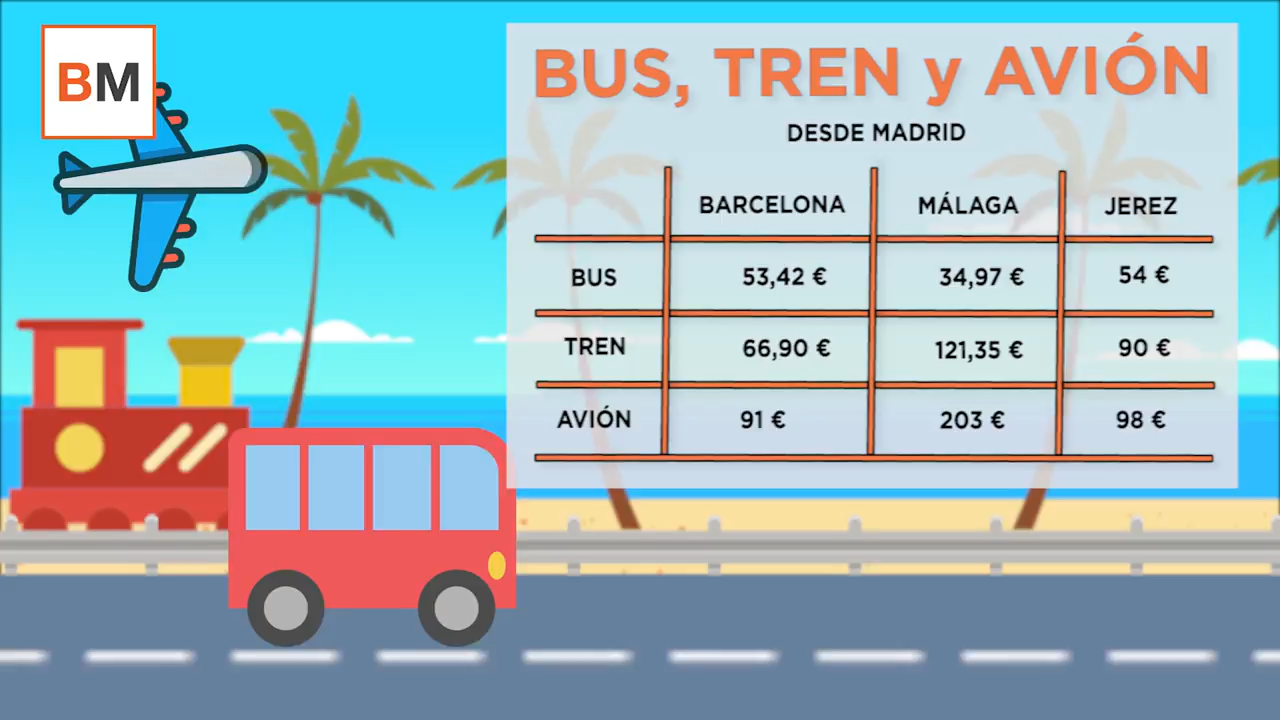 BM
BUS, TREN y AVIÓN
DESDE MADRID
BARCELONA MÁLAGA JEREZ
BUS 53,42 € 34,97 € 54 €
TREN 66,90 € 121,35 € 90 €
AVIÓN 91 € 203 € 98 €